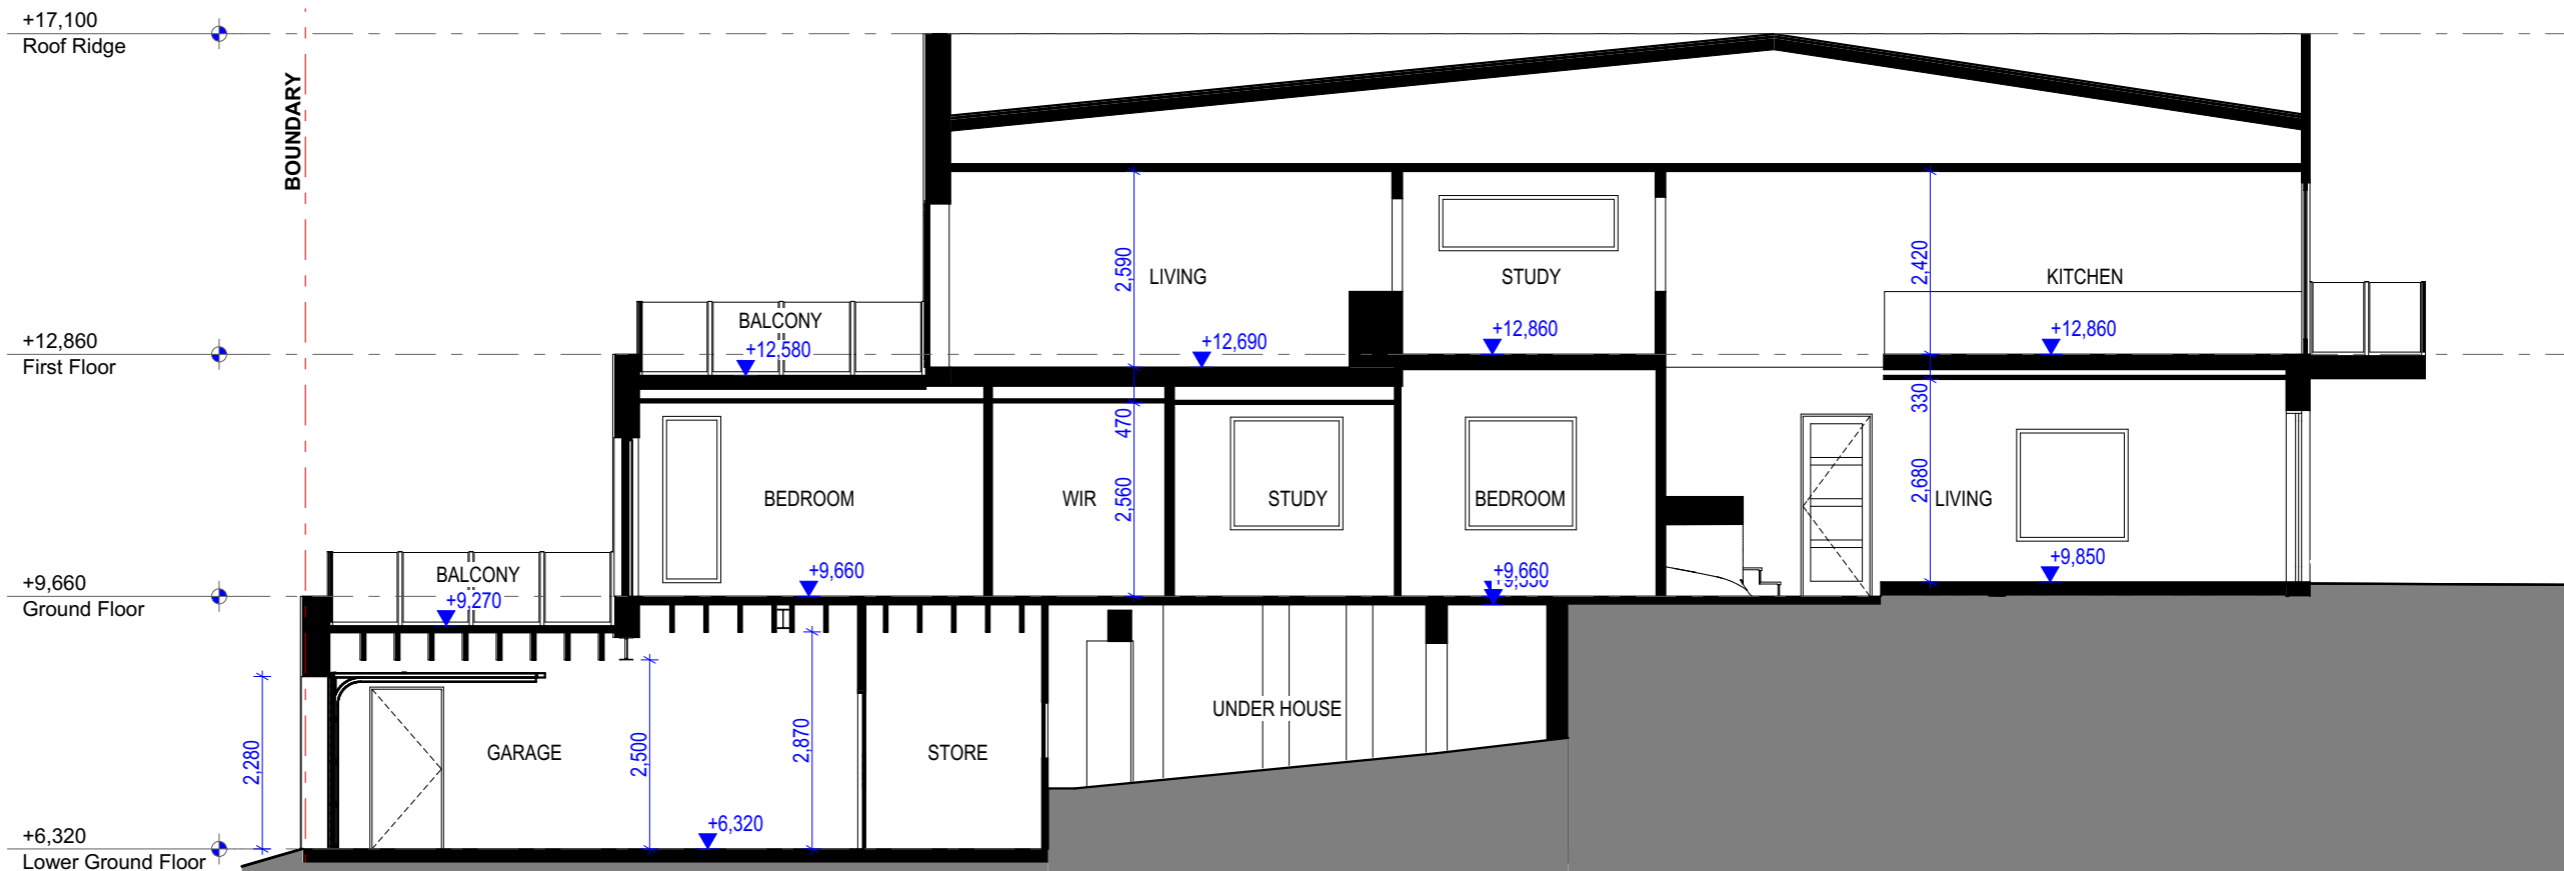 +17,100
Roof Ridge
BOUNDARY
2,590
LIVING
STUDY
2,420
KITCHEN
BALCONY
+12,580
+12,690
+12,860
+12,860
+12,860
First Floor
470
330
BEDROOM
WIR
2,560
STUDY
BEDROOM
2,680
LIVING
BALCONY
+9,270
+9,660
+9,660
+9,850
+9,660
Ground Floor
UNDER HOUSE
2,280
GARAGE
2,500
2,870
STORE
+6,320
+6,320
Lower Ground Floor